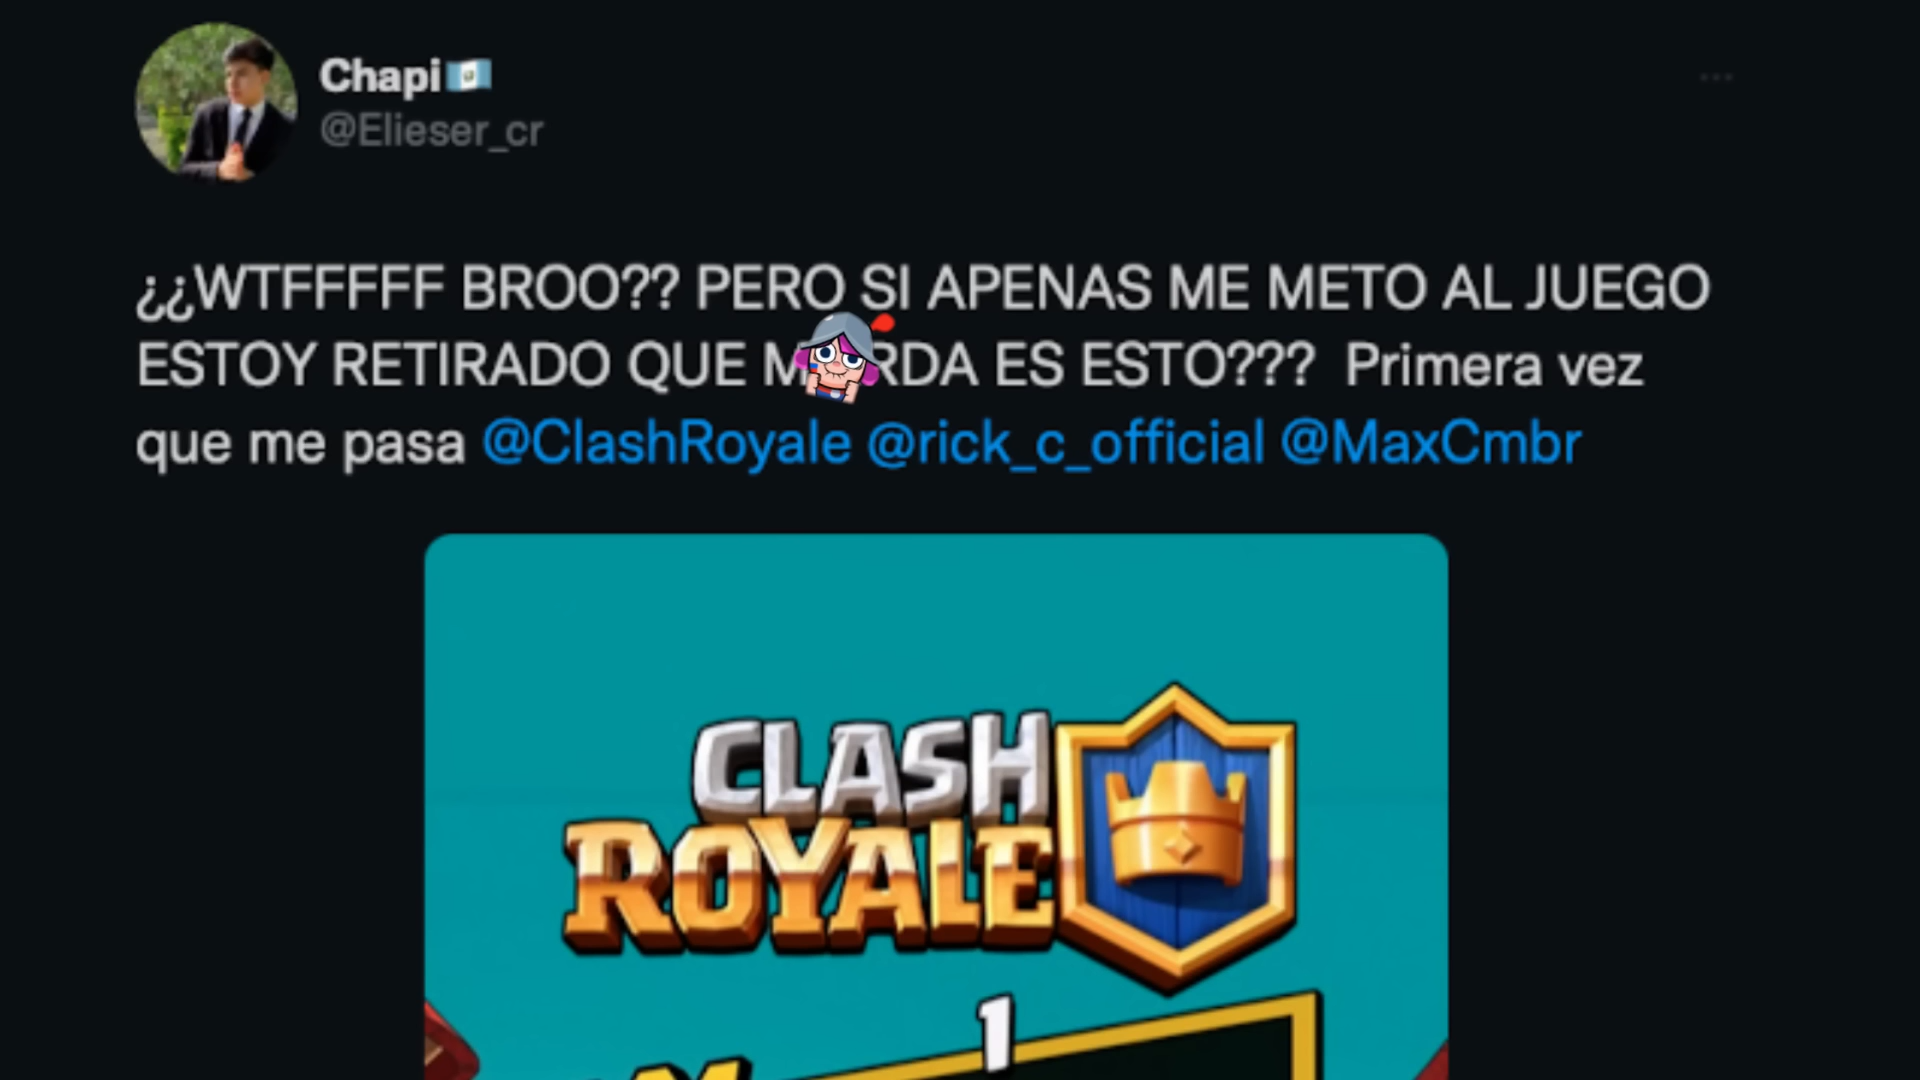 Chapi
@Elieser_cr
¿¿WTFFFFF BROO?? PERO SI APENAS ME METO AL JUEGO
ESTOY RETIRADO QUE M RDA ES ESTO??? Primera vez
que me pasa @ClashRoyale @rick_c_official @MaxCmbr
CLASH
ROYALE
1